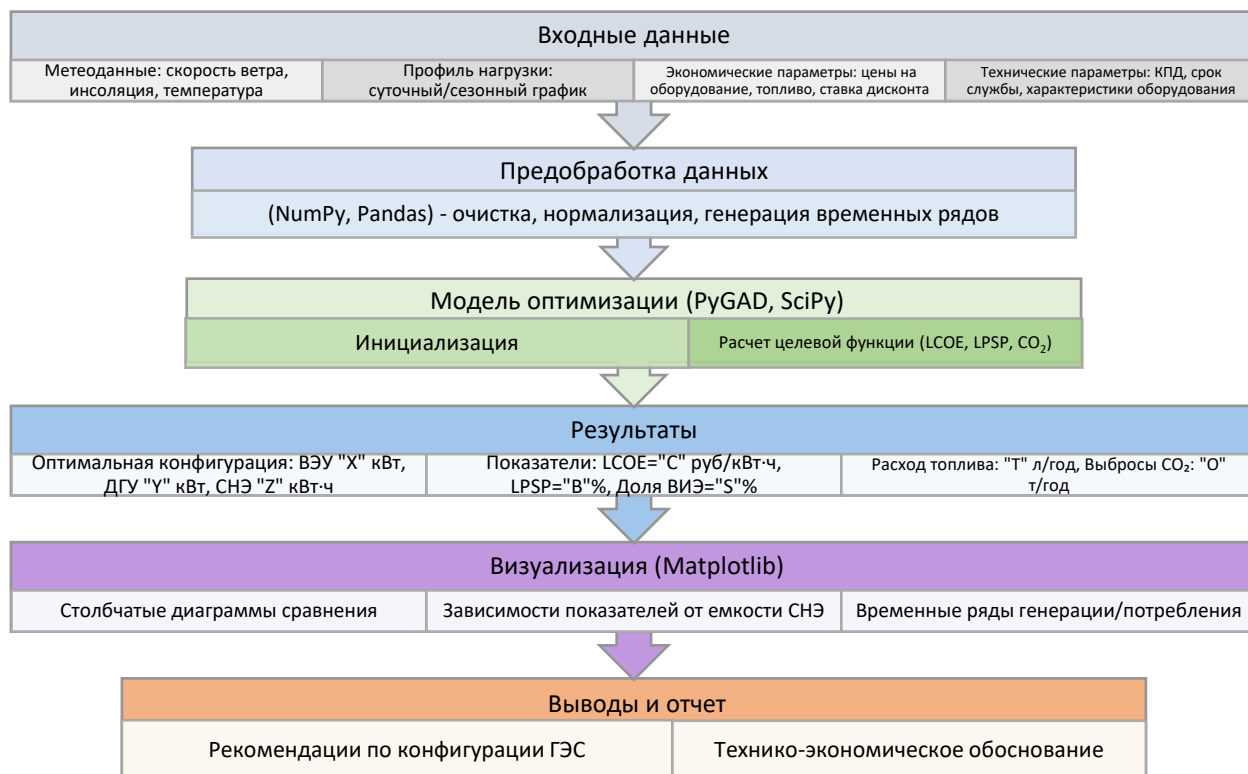 Входные данные
Метеоданные: скорость ветра,
инсоляция, температура
Профиль нагрузки:
суточный/сезонный график
Экономические параметры: цены на
оборудование, топливо, ставка дисконта
Технические параметры: КПД, срок
службы, характеристики оборудования
Предобработка данных
(NumPy, Pandas) - очистка, нормализация, генерация временных рядов
Модель оптимизации (PyGAD, SciPy)
Инициализация
Расчет целевой функции (LCOE, LPSP, CO₂)
Результаты
Оптимальная конфигурация: ВЭУ "X" кВт,
ДГУ "Y" кВт, СНЭ "Z" кВт·ч
Показатели: LCOE="C" руб/кВт·ч,
LPSP="B"%, Доля ВИЭ="S"%
Расход топлива: "T" л/год, Выбросы CO₂: "O"
т/год
Визуализация (Matplotlib)
Столбчатые диаграммы сравнения
Зависимости показателей от емкости СНЭ
Временные ряды генерации/потребления
Выводы и отчет
Рекомендации по конфигурации ГЭС
Технико-экономическое обоснование